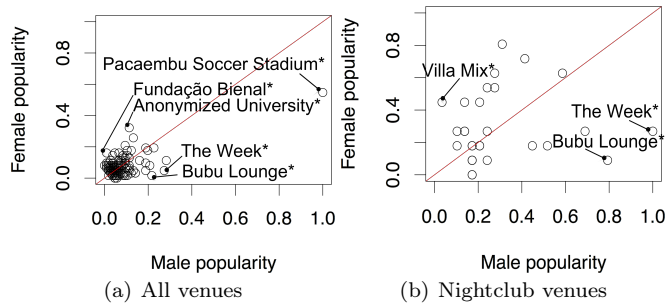 Female popularity
0.0 0.4 0.8
Pacaembu Soccer Stadium*
Fundação Bienal*
Anonymized University*
The Week*
Bubu Lounge*
0.0 0.2 0.4 0.6 0.8 1.0
Male popularity
(a) All venues
Female popularity
0.0 0.4 0.8
Villa Mix*
The Week*
Bubu Lounge*
0.0 0.2 0.4 0.6 0.8 1.0
Male popularity
(b) Nightclub venues